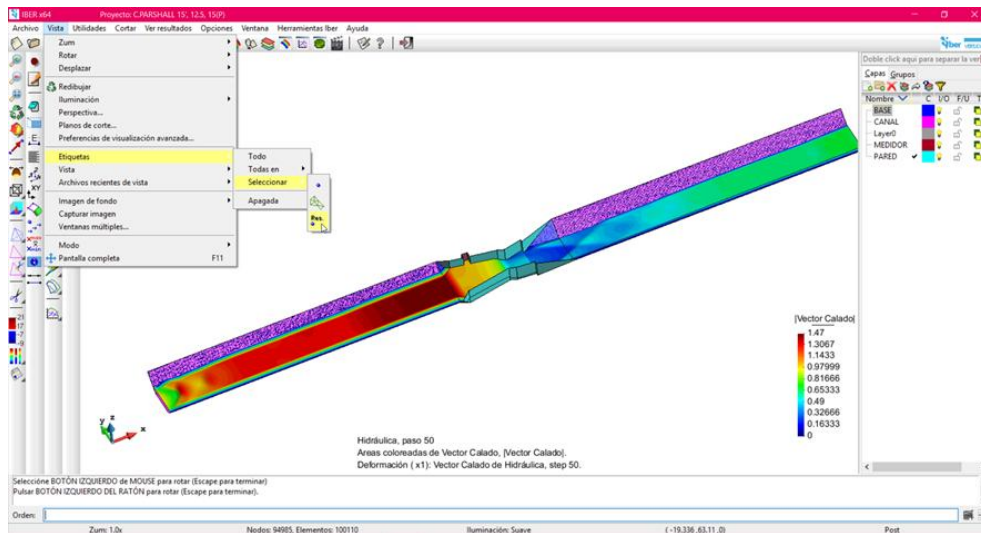 IBER x64 Proyecto: C.PARSHALL 15', 12.5, 15(P)
Archivo Vista Utilidades Cortar Ver resultados Opciones Ventana Herramientas Iber Ayuda
Zum
Rotar
Desplazar
Redibujar
Iluminación
Perspectiva...
Planos de corte...
Preferencias de visualización avanzada...
Etiquetas
Vista
Archivos recientes de vista
Imagen de fondo
Capturar imagen
Ventanas múltiples...
Modo
Pantalla completa F11
Todo
Todas en
Seleccionar
Apagada
Res.
Iber
Doble click aqui para separar la ver
Capas Grupos
Nombre C I/O F/U T
BASE
CANAL
Layer0
MEDIDOR
PARED
|Vector Calado|
1.47
1.3067
1.1433
0.97999
0.81666
0.65333
0.49
0.32666
0.16333
0
y z x
Hidráulica, paso 50
Areas coloreadas de Vector Calado, |Vector Calado|.
Deformación ( x1): Vector Calado de Hidráulica, step 50.
Seleccióne BOTÓN IZQUIERDO de MOUSE para rotar (Escape para terminar)
Pulsar BOTÓN IZQUIERDO DEL RATÓN para rotar (Escape para terminar).
Orden:
Zum: 1.0x Nodos: 94985, Elementos: 100110 Iluminación: Suave ( -19.336 ,63.11 ,0) Post